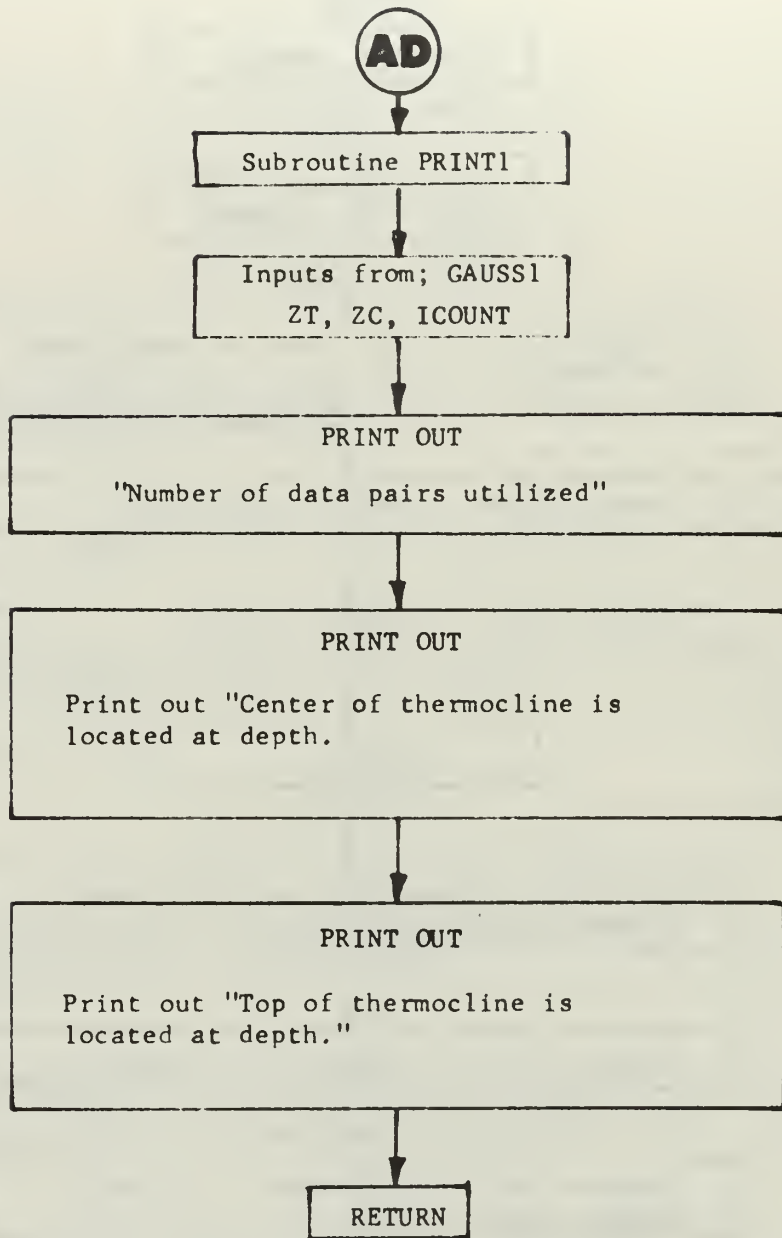 AD
Subroutine PRINT1
Inputs from; GAUSS1
ZT, ZC, ICOUNT
PRINT OUT
"Number of data pairs utilized"
PRINT OUT
Print out "Center of thermocline is
located at depth.
PRINT OUT
Print out "Top of thermocline is
located at depth."
RETURN